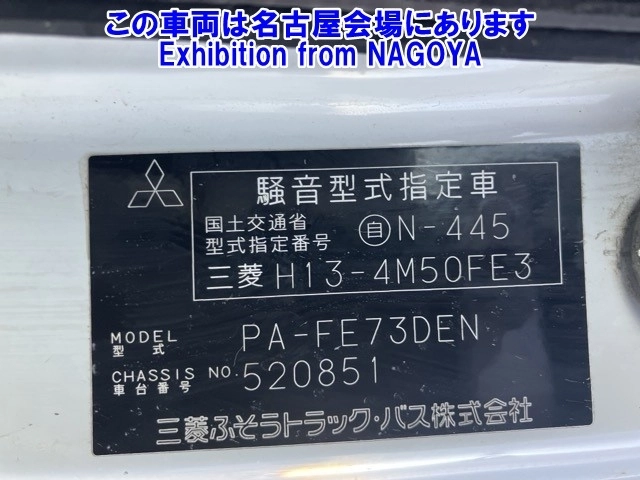 この車両は名古屋会場にあります
Exhibition from NAGOYA
騒音型式指定車
国土交通省
型式指定番号 自N-445
三菱 H13-4M50FE3
MODEL
型式 PA-FE73DEN
CHASSIS NO.
車台番号 520851
三菱ふそうトラック・バス株式会社